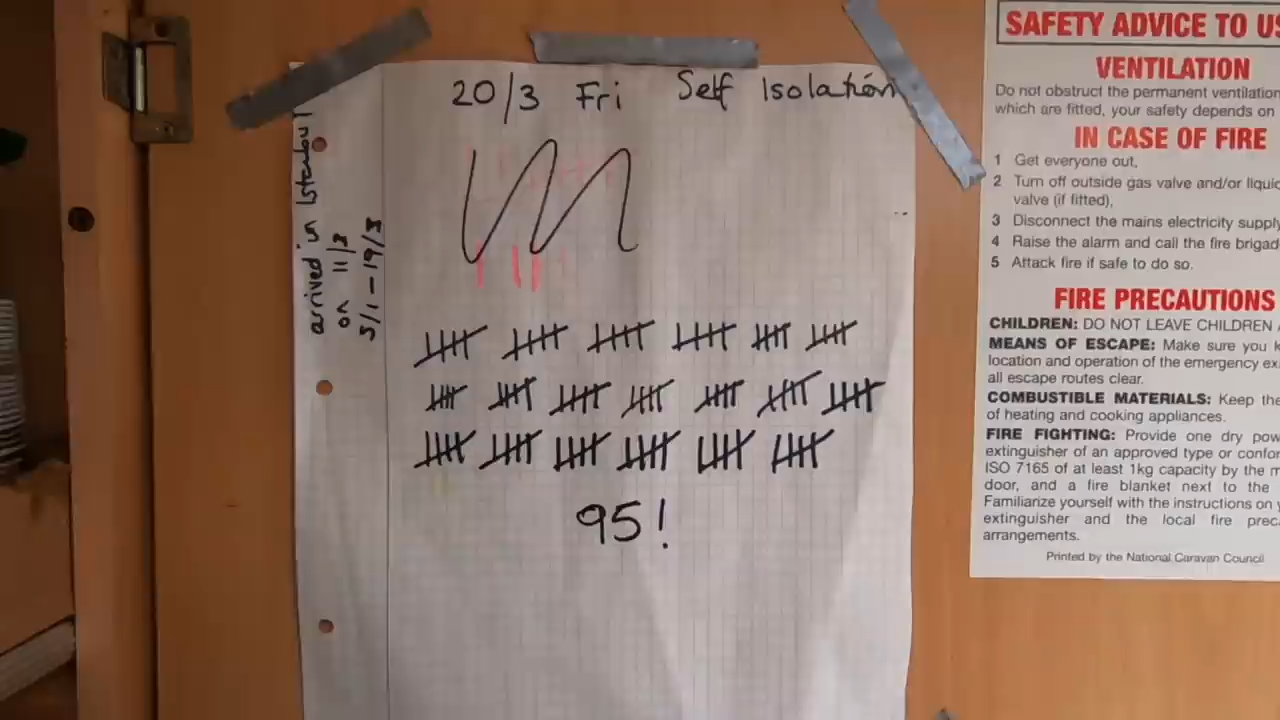 20/3 Fri Self Isolation
arrived in Istanbul
on 11/3
5/1 – 19/3
95!
SAFETY ADVICE TO US
VENTILATION
Do not obstruct the permanent ventilation
which are fitted, your safety depends on
IN CASE OF FIRE
1 Get everyone out,
2 Turn off outside gas valve and/or liquid
valve (if fitted),
3 Disconnect the mains electricity supply
4 Raise the alarm and call the fire brigad
5 Attack fire if safe to do so.
FIRE PRECAUTIONS
CHILDREN: DO NOT LEAVE CHILDREN A
MEANS OF ESCAPE: Make sure you k
location and operation of the emergency ex
all escape routes clear.
COMBUSTIBLE MATERIALS: Keep the
of heating and cooking appliances.
FIRE FIGHTING: Provide one dry pow
extinguisher of an approved type or confor
ISO 7165 of at least 1kg capacity by the m
door, and a fire blanket next to the
Familiarize yourself with the instructions on y
extinguisher and the local fire prec
arrangements.
Printed by the National Caravan Council